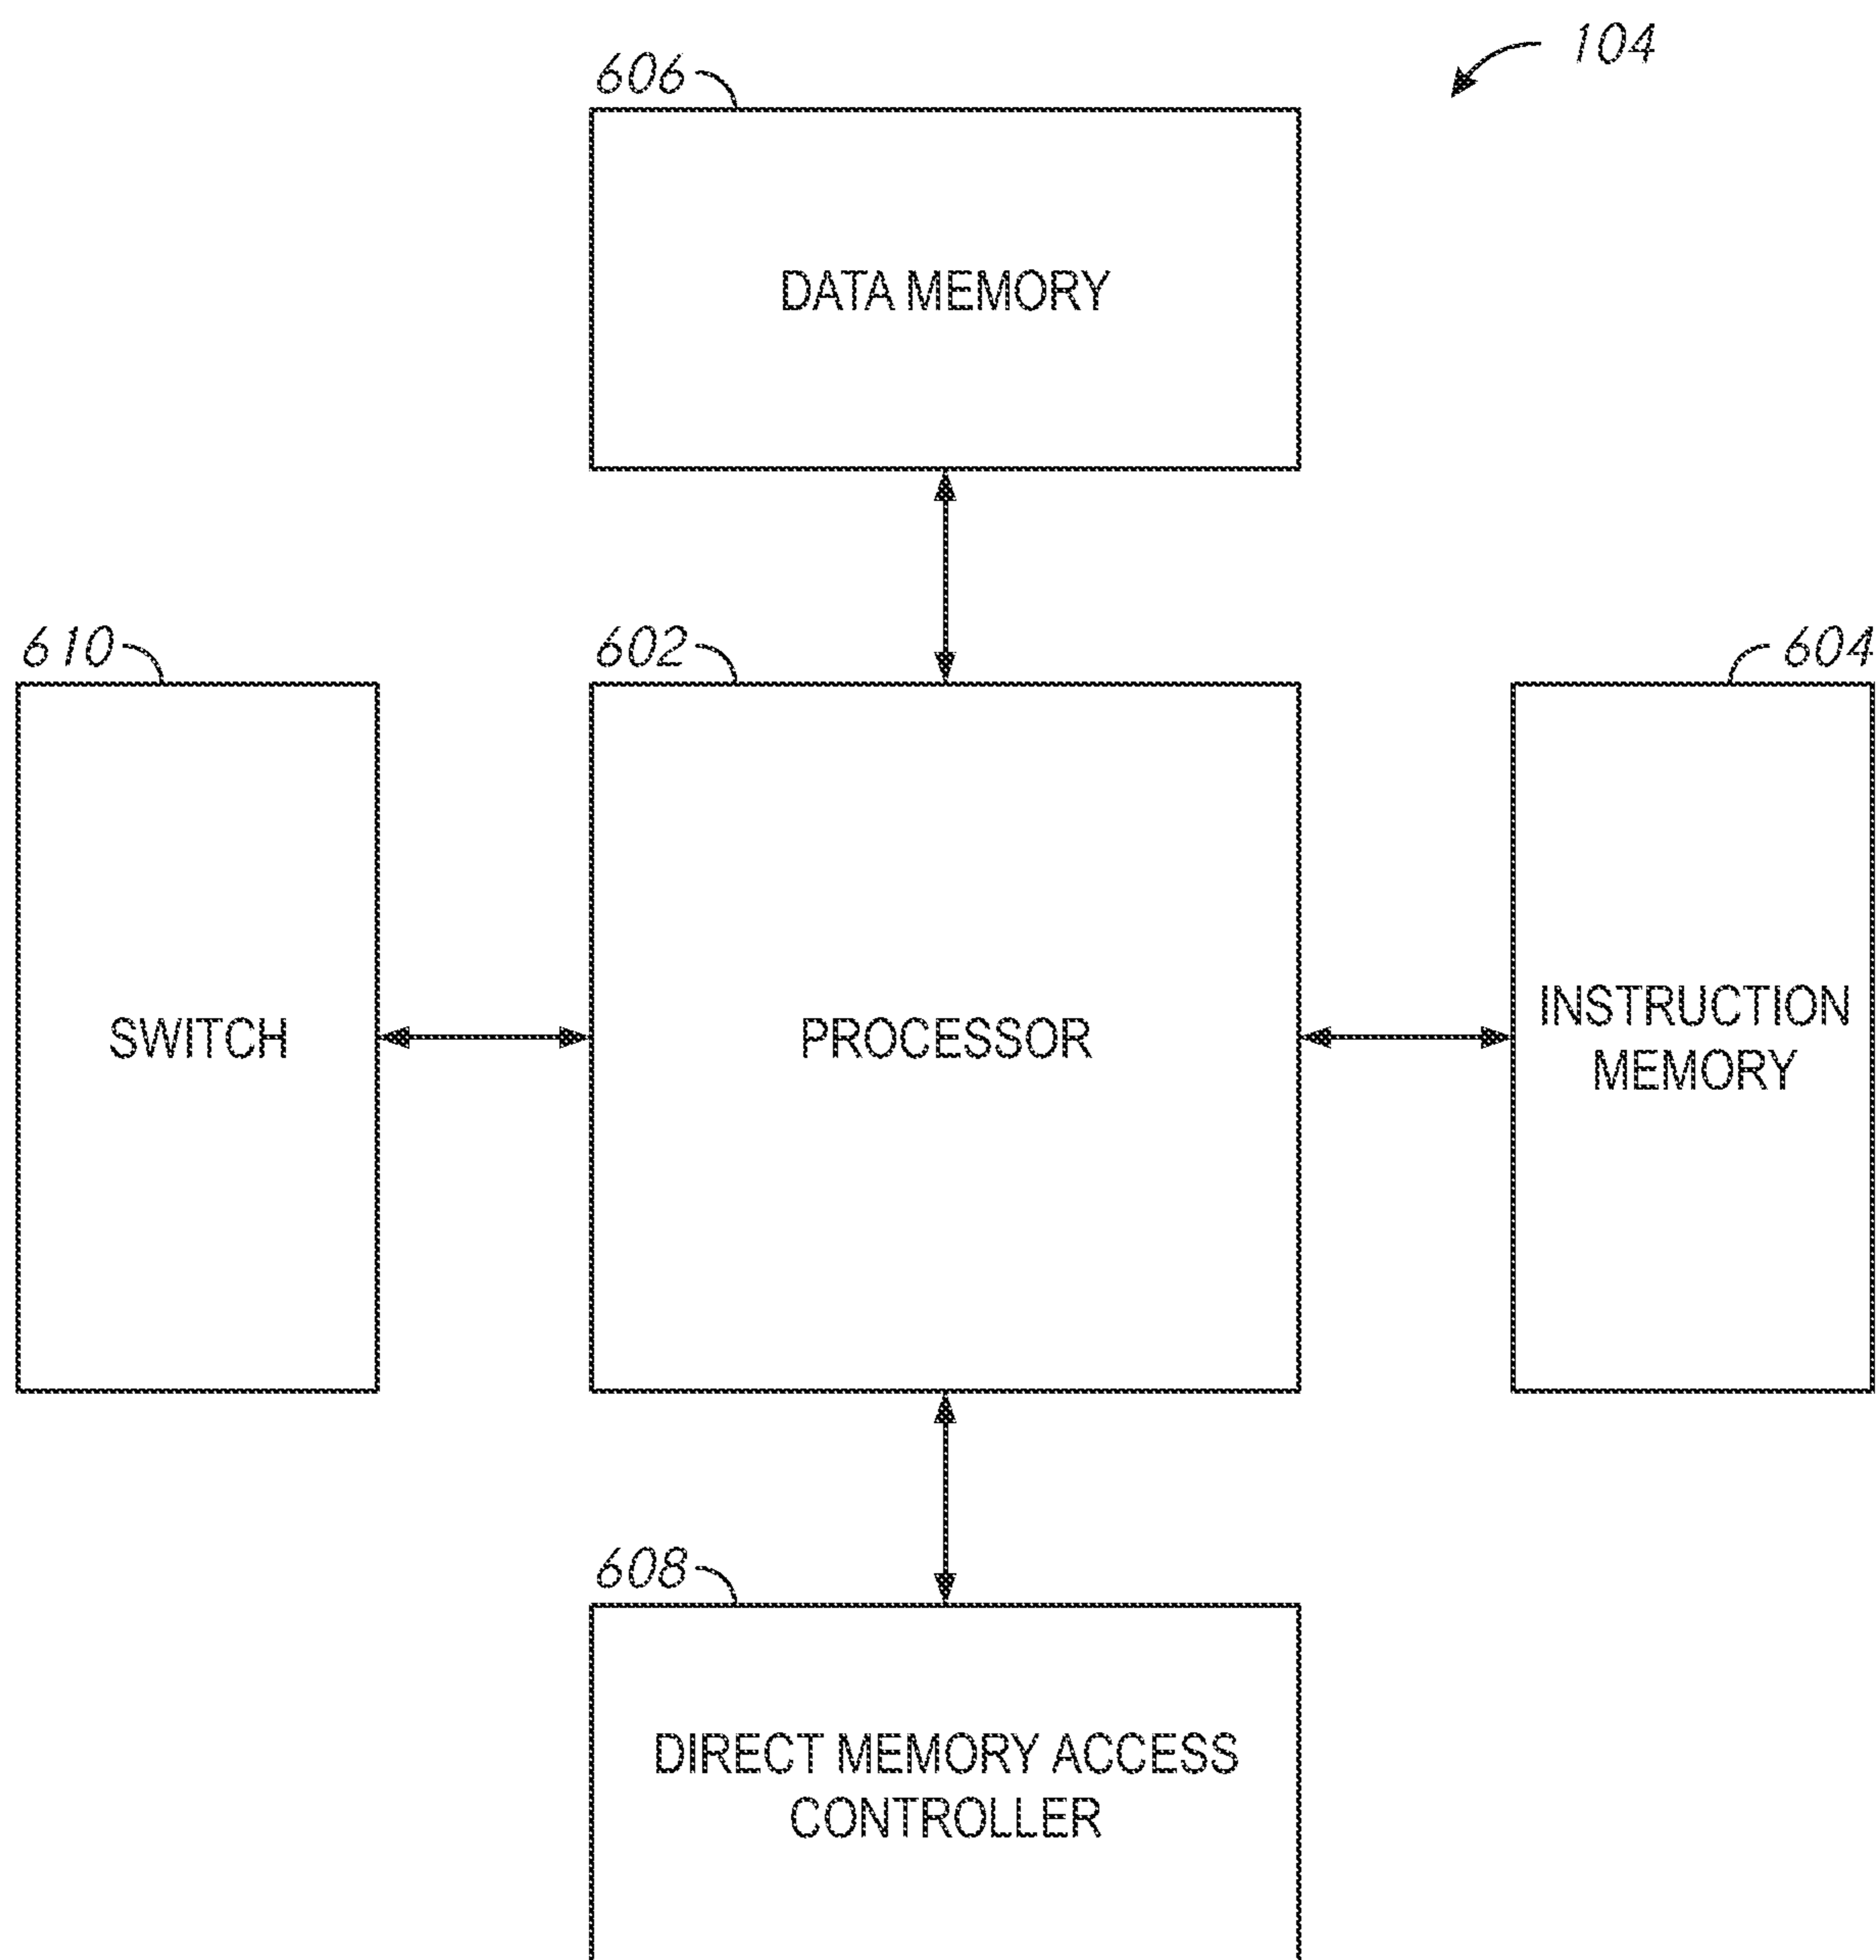 104
606
DATA MEMORY
610
602
604
SWITCH
PROCESSOR
INSTRUCTION
MEMORY
608
DIRECT MEMORY ACCESS
CONTROLLER